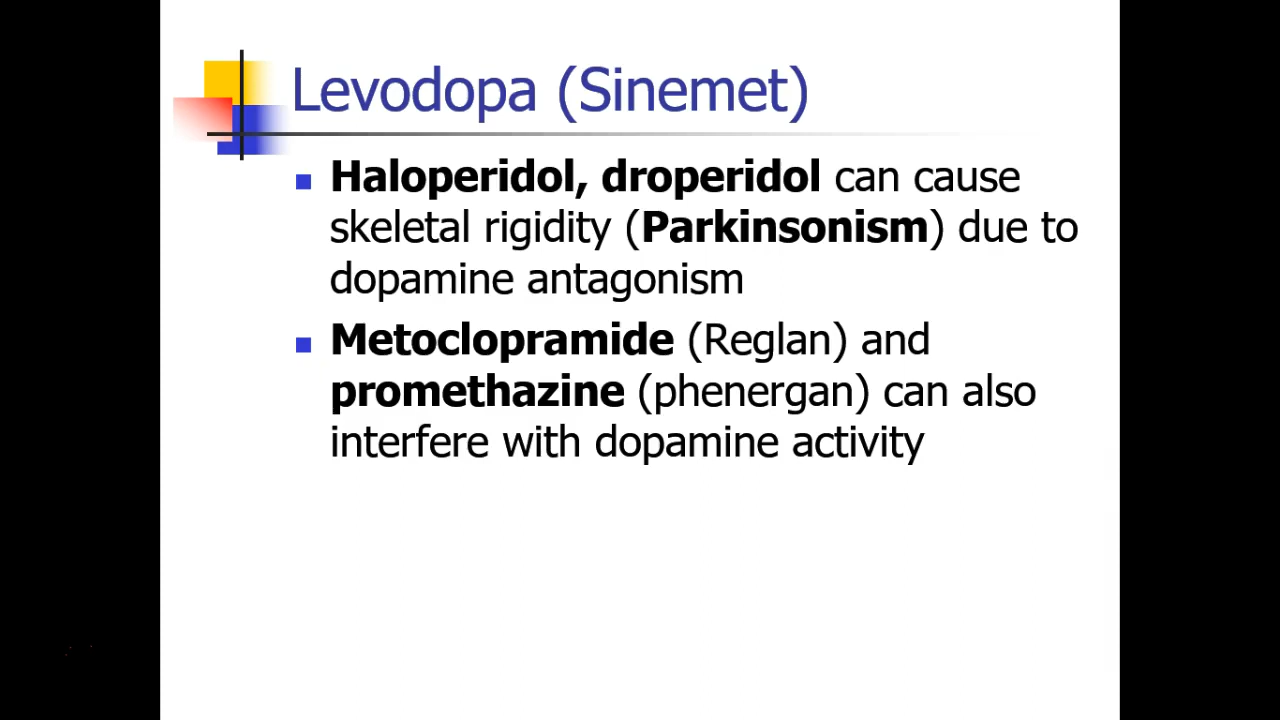 Levodopa (Sinemet)
Haloperidol, droperidol can cause
skeletal rigidity (Parkinsonism) due to
dopamine antagonism
Metoclopramide (Reglan) and
promethazine (phenergan) can also
interfere with dopamine activity